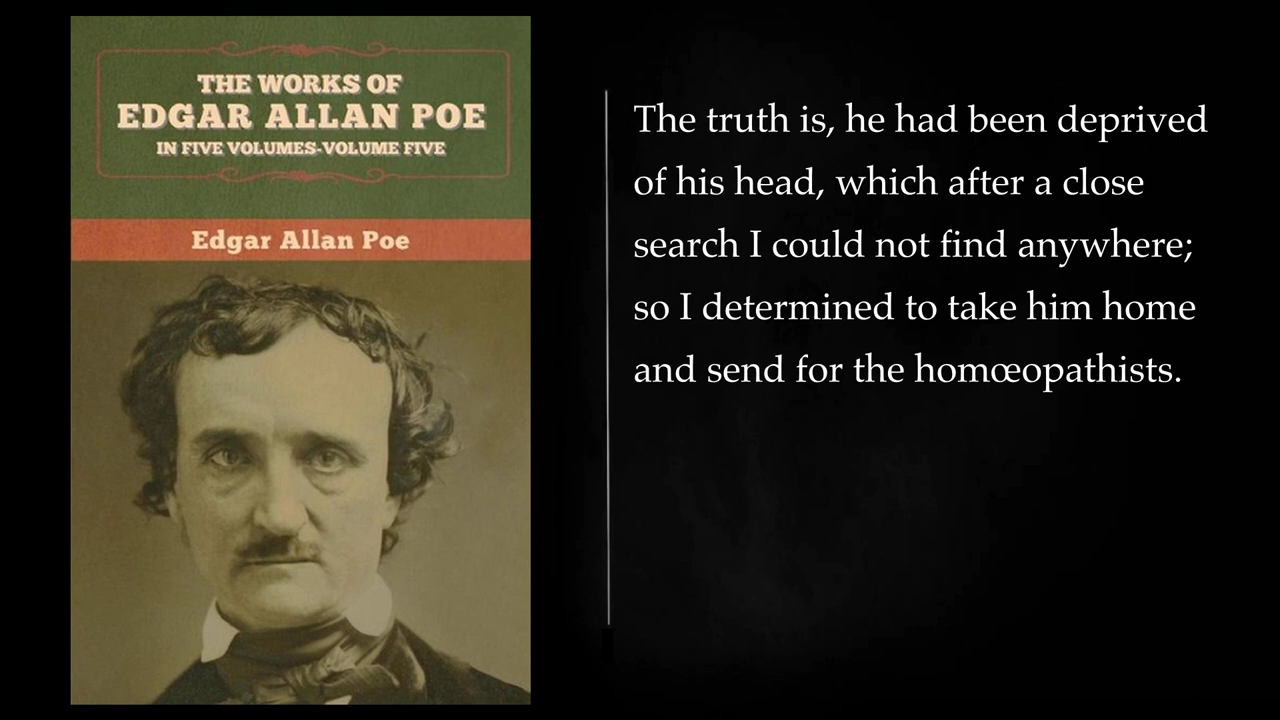 THE WORKS OF
EDGAR ALLAN POE
IN FIVE VOLUMES-VOLUME FIVE
Edgar Allan Poe
The truth is, he had been deprived
of his head, which after a close
search I could not find anywhere;
so I determined to take him home
and send for the homœopathists.